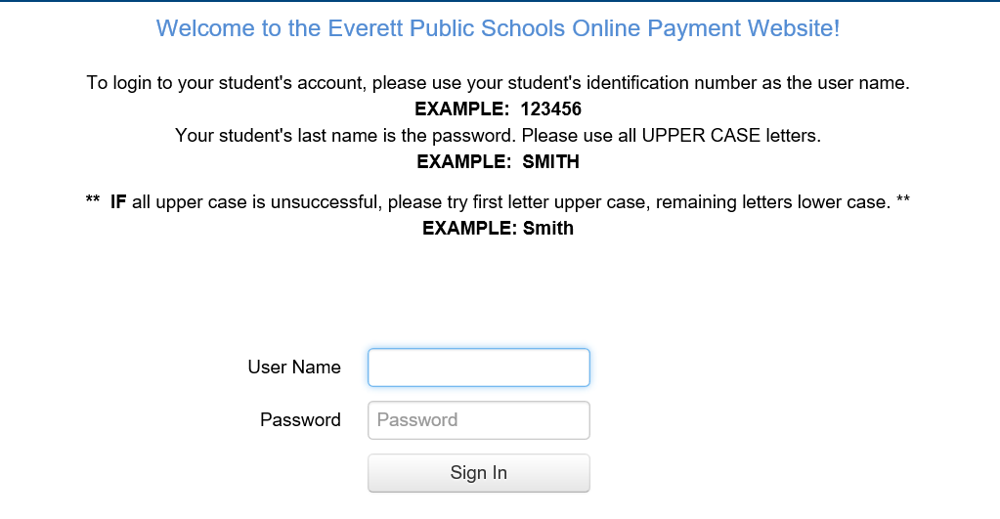 Welcome to the Everett Public Schools Online Payment Website!
To login to your student's account, please use your student's identification number as the user name.
EXAMPLE: 123456
Your student's last name is the password. Please use all UPPER CASE letters.
EXAMPLE: SMITH
** IF all upper case is unsuccessful, please try first letter upper case, remaining letters lower case. **
EXAMPLE: Smith
User Name
Password Password
Sign In